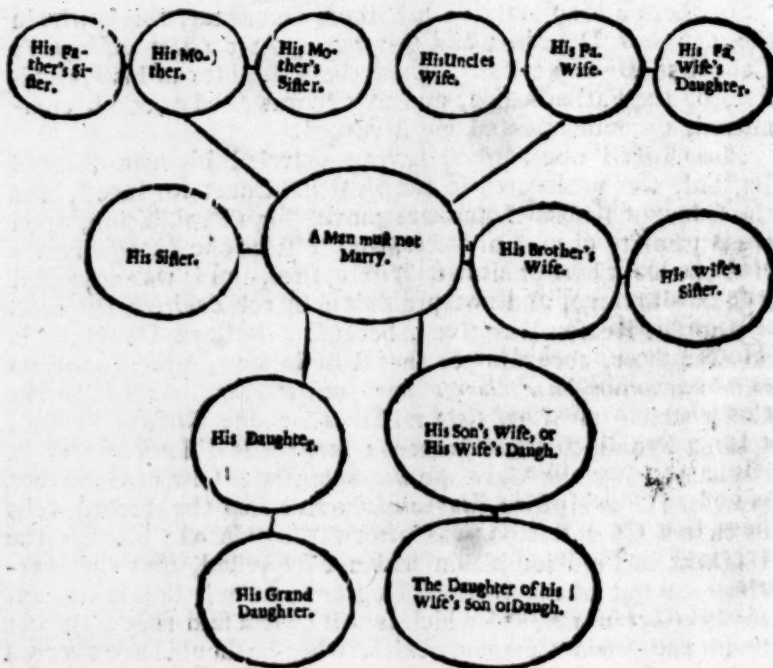 His Fa-
ther's Si-
ster.
His Mo-
ther.
His Mo-
ther's
Sister.
His Uncles
Wife.
His Fa.
Wife.
His Fa.
Wife's
Daughter.
His Sister.
A Man must not
Marry.
His Brother's
Wife.
His Wife's
Sister.
His Daughter.
His Son's Wife, or
His Wife's Daugh.
His Grand
Daughter.
The Daughter of his
Wife's Son or Daugh.